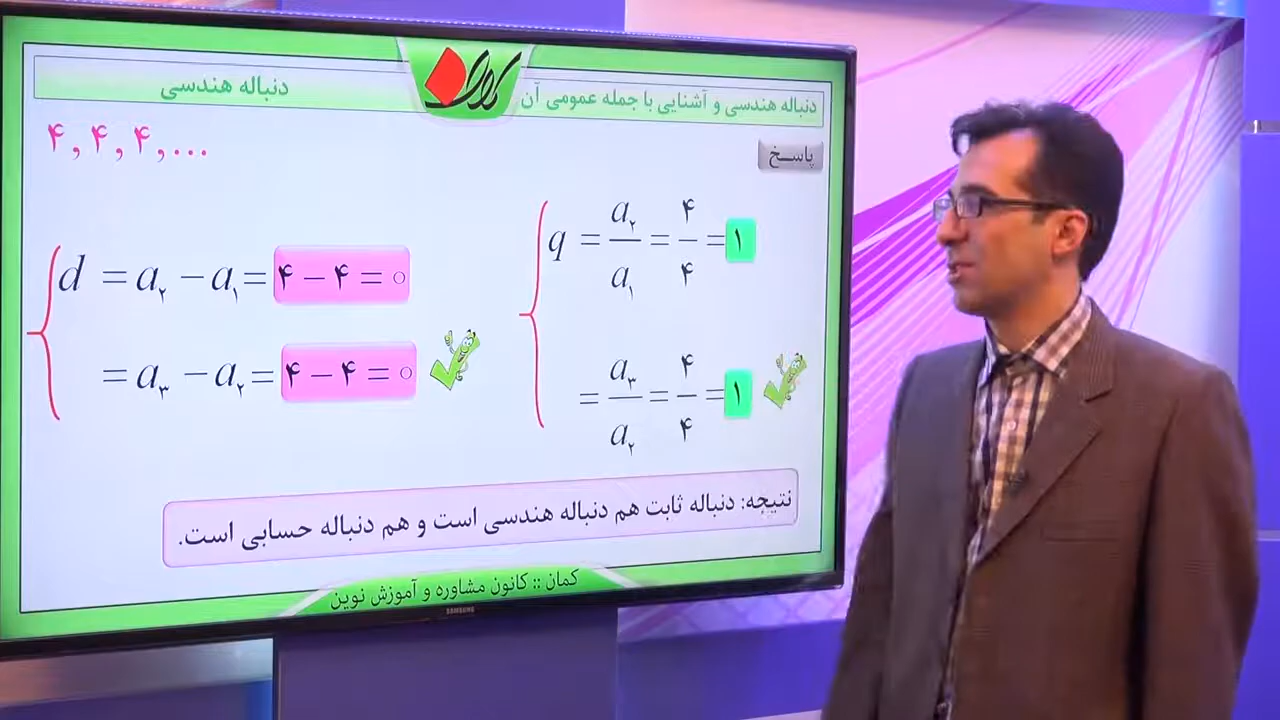 دنباله هندسی و آشنایی با جمله عمومی آن
دنباله هندسی
کمان
پاسخ
۴ , ۴ , ۴ , ...
q = a۲/a۱ = ۴/۴ = ۱
= a۳/a۲ = ۴/۴ = ۱
d = a۲ − a۱ = ۴ − ۴ = ۰
= a۳ − a۲ = ۴ − ۴ = ۰
نتیجه: دنباله ثابت هم دنباله هندسی است و هم دنباله حسابی است.
کمان :: کانون مشاوره و آموزش نوین
SAMSUNG